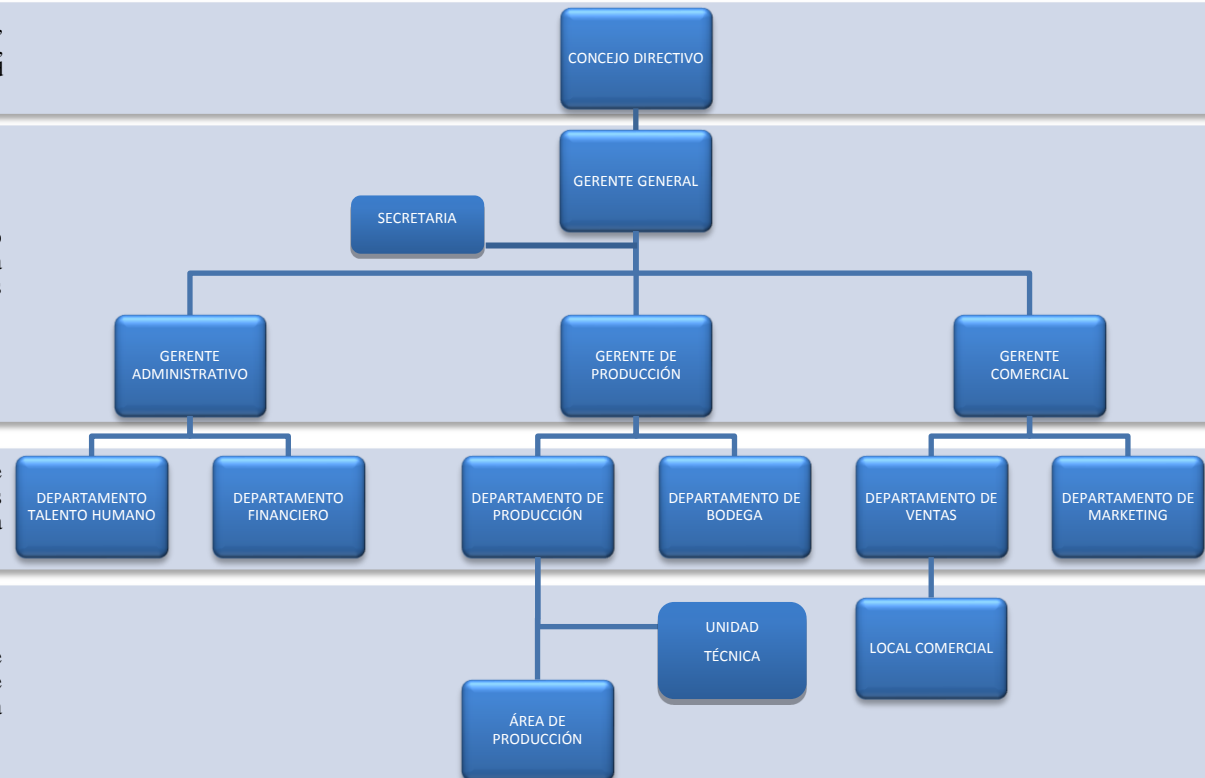 CONCEJO DIRECTIVO
GERENTE GENERAL
SECRETARIA
GERENTE
ADMINISTRATIVO
GERENTE DE
PRODUCCIÓN
GERENTE
COMERCIAL
DEPARTAMENTO
TALENTO HUMANO
DEPARTAMENTO
FINANCIERO
DEPARTAMENTO DE
PRODUCCIÓN
DEPARTAMENTO DE
BODEGA
DEPARTAMENTO DE
VENTAS
DEPARTAMENTO DE
MARKETING
UNIDAD
TÉCNICA
LOCAL COMERCIAL
ÁREA DE
PRODUCCIÓN